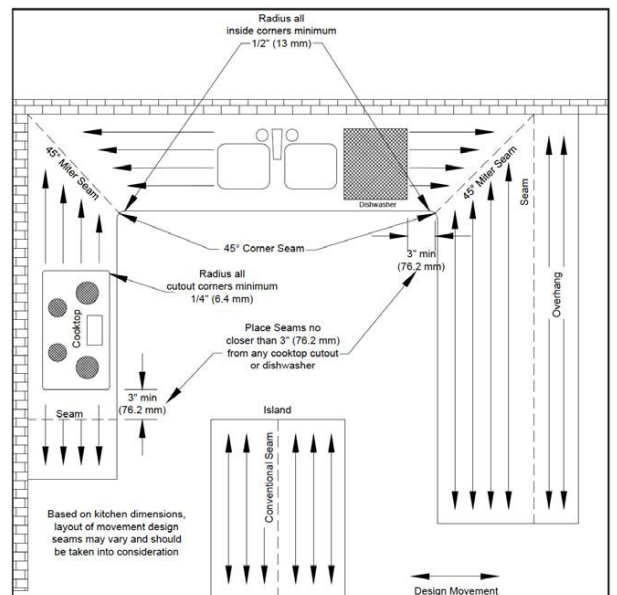 Radius all
inside corners minimum
1/2" (13 mm)
45° Miter Seam
45° Miter Seam
Seam
Dishwasher
Overhang
45° Corner Seam
3" min
(76.2 mm)
Radius all
cutout corners minimum
1/4" (6.4 mm)
Cooktop
Place Seams no
closer than 3" (76.2 mm)
from any cooktop cutout
or dishwasher
3" min
(76.2 mm)
Seam
Island
Conventional Seam
Based on kitchen dimensions,
layout of movement design
seams may vary and should
be taken into consideration
Design Movement